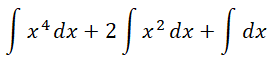 ∫ x⁴ dx + 2 ∫ x² dx + ∫ dx